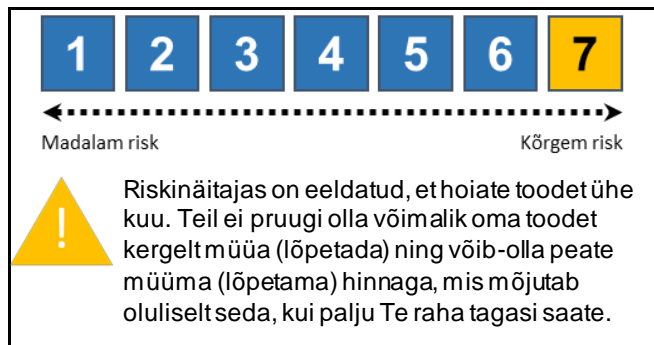 1 2 3 4 5 6 7
Madalam risk Kõrgem risk
!
Riskinäitajas on eeldatud, et hoiate toodet ühe
kuu. Teil ei pruugi olla võimalik oma toodet
kergelt müüa (lõpetada) ning võib-olla peate
müüma (lõpetama) hinnaga, mis mõjutab
oluliselt seda, kui palju Te raha tagasi saate.